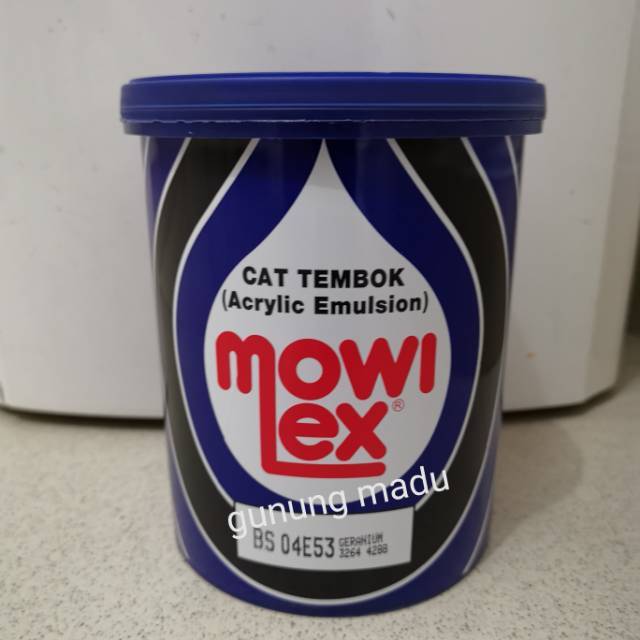 CAT TEMBOK
(Acrylic Emulsion)
mowi
lex®
gunung madu
BS 04E53 GERANIUM
3264 4288